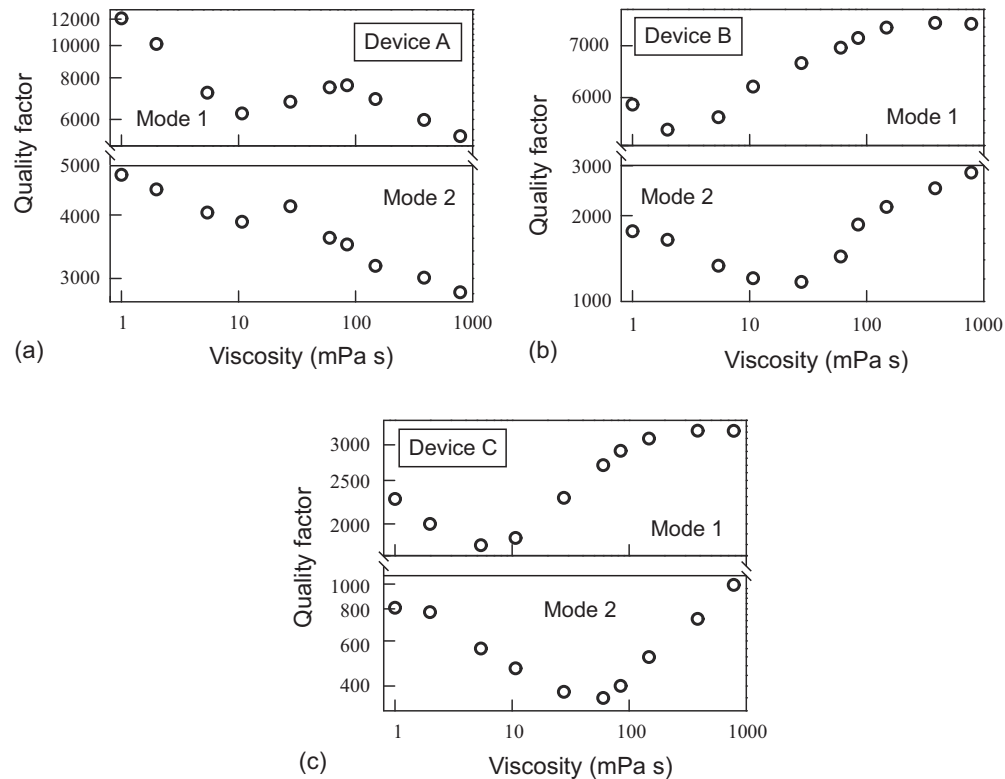 12000
10000
8000
6000
Device A
Mode 1
5000
4000
3000
Mode 2
Quality factor
1 10 100 1000
Viscosity (mPa s)
(a)
7000
6000
Device B
Mode 1
3000
2000
1000
Mode 2
Quality factor
1 10 100 1000
Viscosity (mPa s)
(b)
3000
2500
2000
Device C
Mode 1
1000
800
600
400
Mode 2
Quality factor
1 10 100 1000
Viscosity (mPa s)
(c)